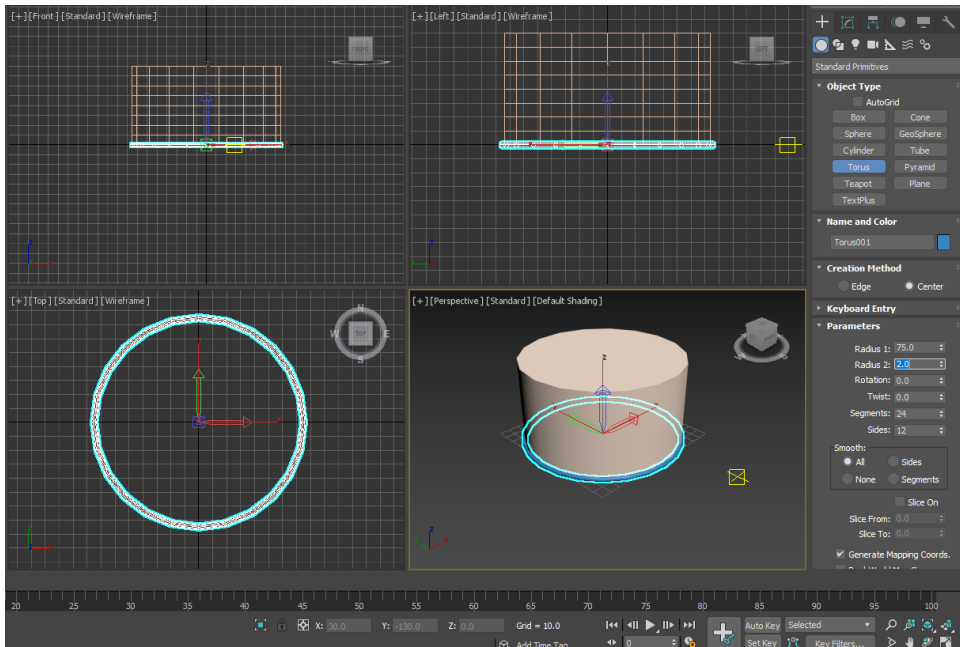 [+] [Front] [Standard] [Wireframe]
FRONT
[+] [Left] [Standard] [Wireframe]
LEFT
[+] [Top] [Standard] [Wireframe]
N
W TOP E
S
[+] [Perspective] [Standard] [Default Shading]
Standard Primitives
Object Type
AutoGrid
Box Cone
Sphere GeoSphere
Cylinder Tube
Torus Pyramid
Teapot Plane
TextPlus
Name and Color
Torus001
Creation Method
Edge Center
Keyboard Entry
Parameters
Radius 1: 75.0
Radius 2: 2.0
Rotation: 0.0
Twist: 0.0
Segments: 24
Sides: 12
Smooth:
All Sides
None Segments
Slice On
Slice From: 0.0
Slice To: 0.0
Generate Mapping Coords.
20 25 30 35 40 45 50 55 60 65 70 75 80 85 90 95 100
X: 30.0 Y: -130.0 Z: 0.0 Grid = 10.0 Auto Key Selected
Add Time Tag 0 Set Key Key Filters...